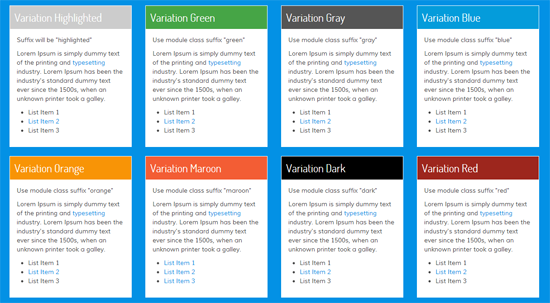 Variation Highlighted
Suffix will be "highlighted"
Lorem Ipsum is simply dummy text
of the printing and typesetting
industry. Lorem Ipsum has been the
industry's standard dummy text
ever since the 1500s, when an
unknown printer took a galley.
List Item 1
List Item 2
List Item 3
Variation Green
Use module class suffix "green"
Lorem Ipsum is simply dummy text
of the printing and typesetting
industry. Lorem Ipsum has been the
industry's standard dummy text
ever since the 1500s, when an
unknown printer took a galley.
List Item 1
List Item 2
List Item 3
Variation Gray
Use module class suffix "gray"
Lorem Ipsum is simply dummy text
of the printing and typesetting
industry. Lorem Ipsum has been the
industry's standard dummy text
ever since the 1500s, when an
unknown printer took a galley.
List Item 1
List Item 2
List Item 3
Variation Blue
Use module class suffix "blue"
Lorem Ipsum is simply dummy text
of the printing and typesetting
industry. Lorem Ipsum has been the
industry's standard dummy text
ever since the 1500s, when an
unknown printer took a galley.
List Item 1
List Item 2
List Item 3
Variation Orange
Use module class suffix "orange"
Lorem Ipsum is simply dummy text
of the printing and typesetting
industry. Lorem Ipsum has been the
industry's standard dummy text
ever since the 1500s, when an
unknown printer took a galley.
List Item 1
List Item 2
List Item 3
Variation Maroon
Use module class suffix "maroon"
Lorem Ipsum is simply dummy text
of the printing and typesetting
industry. Lorem Ipsum has been the
industry's standard dummy text
ever since the 1500s, when an
unknown printer took a galley.
List Item 1
List Item 2
List Item 3
Variation Dark
Use module class suffix "dark"
Lorem Ipsum is simply dummy text
of the printing and typesetting
industry. Lorem Ipsum has been the
industry's standard dummy text
ever since the 1500s, when an
unknown printer took a galley.
List Item 1
List Item 2
List Item 3
Variation Red
Use module class suffix "red"
Lorem Ipsum is simply dummy text
of the printing and typesetting
industry. Lorem Ipsum has been the
industry's standard dummy text
ever since the 1500s, when an
unknown printer took a galley.
List Item 1
List Item 2
List Item 3